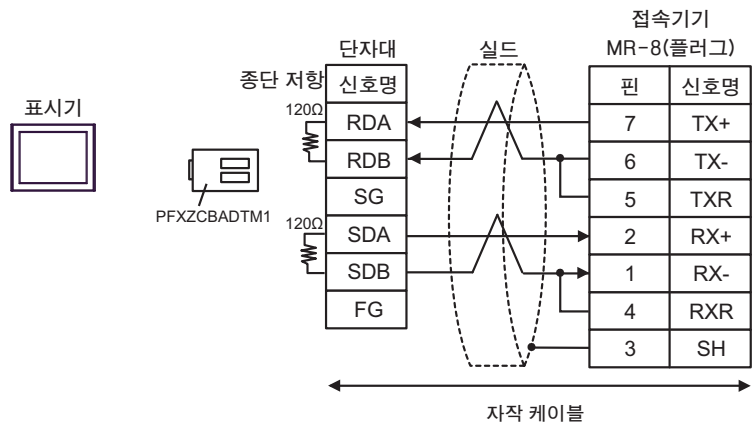 접속기기
단자대 실드 MR-8(플러그)
종단 저항 신호명 핀 신호명
표시기 120Ω RDA 7 TX+
RDB 6 TX-
SG 5 TXR
PFXZCBADTM1
120Ω SDA 2 RX+
SDB 1 RX-
FG 4 RXR
3 SH
자작 케이블